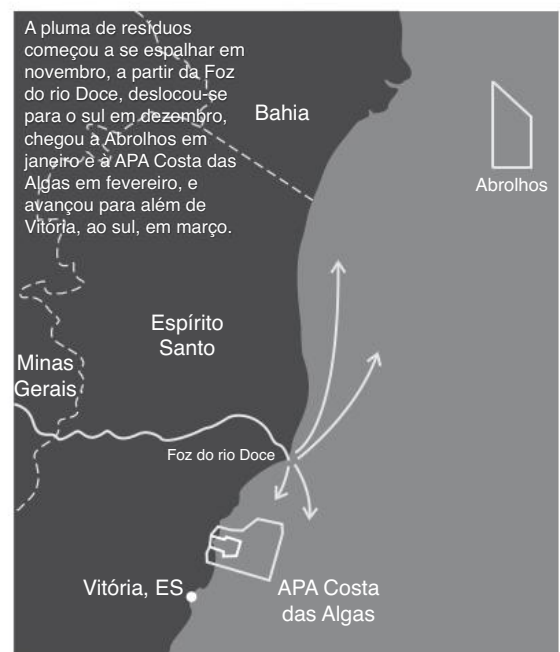 A pluma de resíduos
começou a se espalhar em
novembro, a partir da Foz
do rio Doce, deslocou-se
para o sul em dezembro,
chegou a Abrolhos em
janeiro e à APA Costa das
Algas em fevereiro, e
avançou para além de
Vitória, ao sul, em março.
Bahia
Abrolhos
Espírito
Santo
Minas
Gerais
Foz do rio Doce
Vitória, ES
APA Costa
das Algas